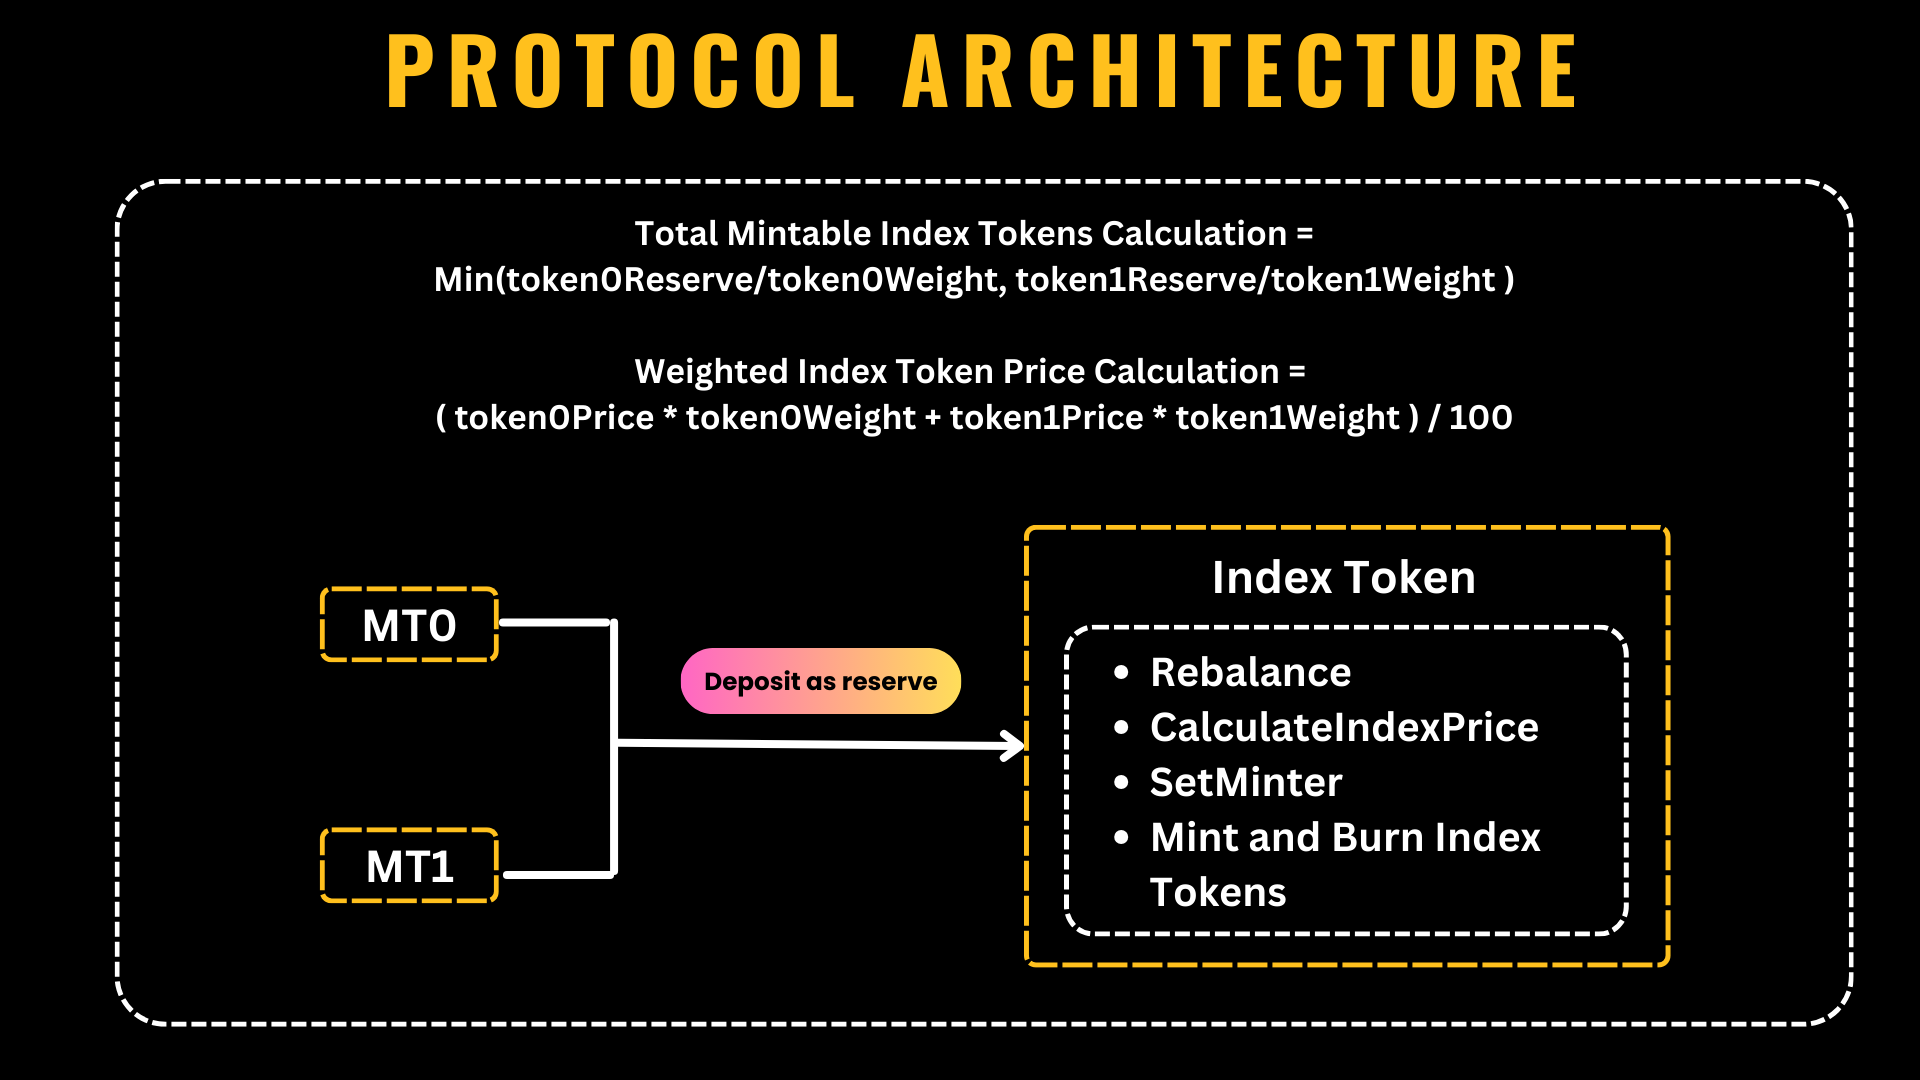 PROTOCOL ARCHITECTURE
Total Mintable Index Tokens Calculation =
Min(token0Reserve/token0Weight, token1Reserve/token1Weight )
Weighted Index Token Price Calculation =
( token0Price * token0Weight + token1Price * token1Weight ) / 100
MT0
MT1
Deposit as reserve
Index Token
• Rebalance
• CalculateIndexPrice
• SetMinter
• Mint and Burn Index
Tokens